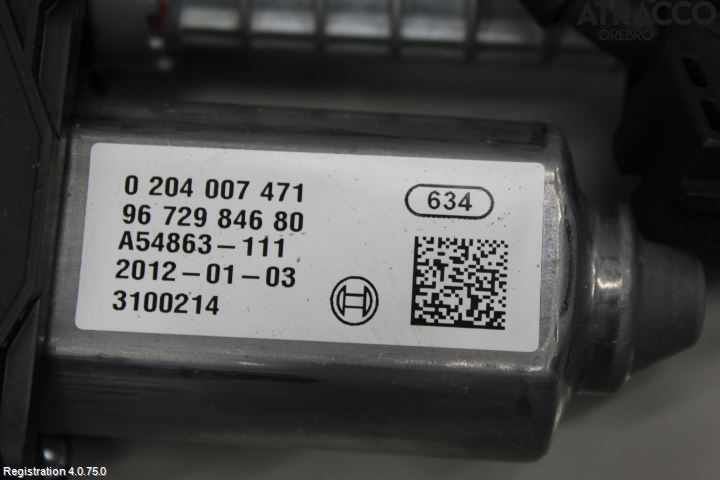 ATRACCO
ÖREBRO
0 204 007 471
634
96 729 846 80
A54863-111
2012-01-03
3100214
Registration 4.0.75.0